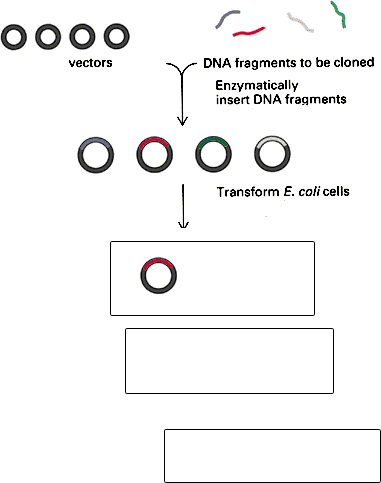 vectors
DNA fragments to be cloned
Enzymatically
insert DNA fragments
Transform E. coli cells